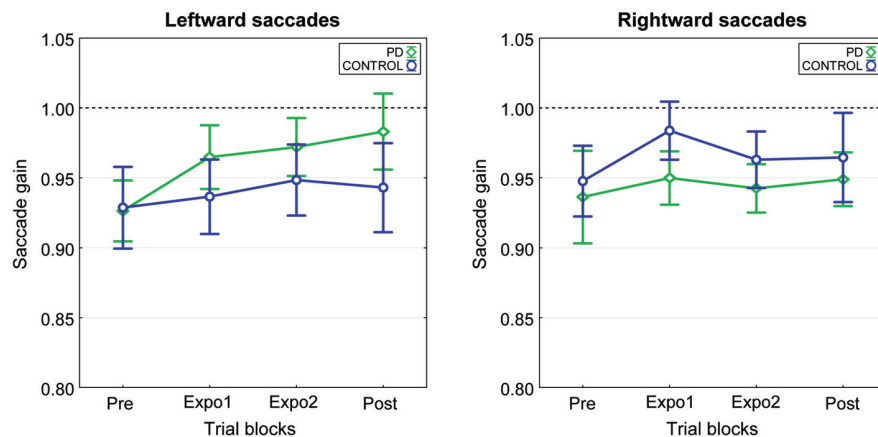 Leftward saccades
PD
CONTROL
1.05
1.00
0.95
0.90
0.85
0.80
Saccade gain
Pre Expo1 Expo2 Post
Trial blocks
Rightward saccades
PD
CONTROL
1.05
1.00
0.95
0.90
0.85
0.80
Saccade gain
Pre Expo1 Expo2 Post
Trial blocks